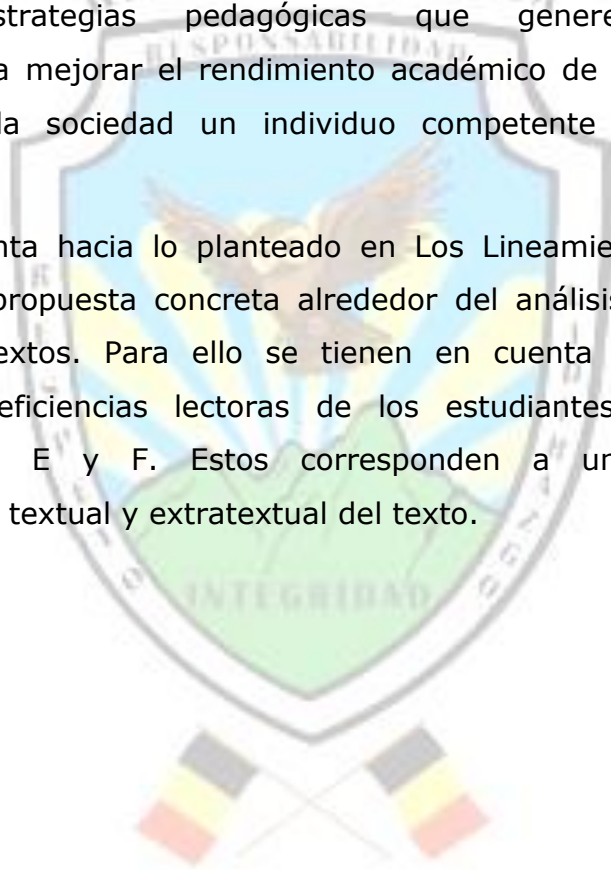 strategias pedagógicas que genere
RESPONSABILIDAD
a mejorar el rendimiento académico de
la sociedad un individuo competente
nta hacia lo planteado en Los Lineamie
propuesta concreta alrededor del análisis
extos. Para ello se tienen en cuenta
eficiencias lectoras de los estudiantes
E y F. Estos corresponden a un
textual y extratextual del texto.
INTEGRIDAD